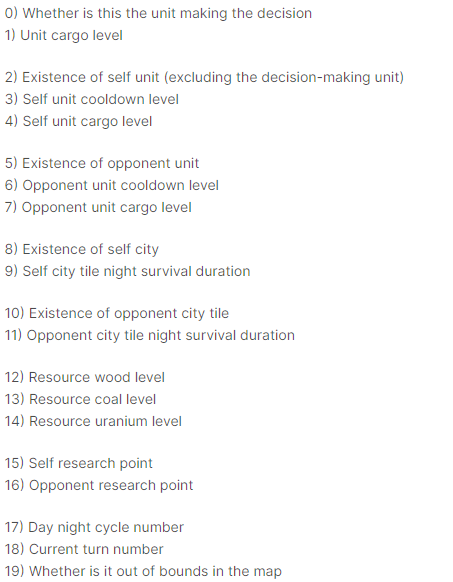 0) Whether is this the unit making the decision
1) Unit cargo level
2) Existence of self unit (excluding the decision-making unit)
3) Self unit cooldown level
4) Self unit cargo level
5) Existence of opponent unit
6) Opponent unit cooldown level
7) Opponent unit cargo level
8) Existence of self city
9) Self city tile night survival duration
10) Existence of opponent city tile
11) Opponent city tile night survival duration
12) Resource wood level
13) Resource coal level
14) Resource uranium level
15) Self research point
16) Opponent research point
17) Day night cycle number
18) Current turn number
19) Whether is it out of bounds in the map